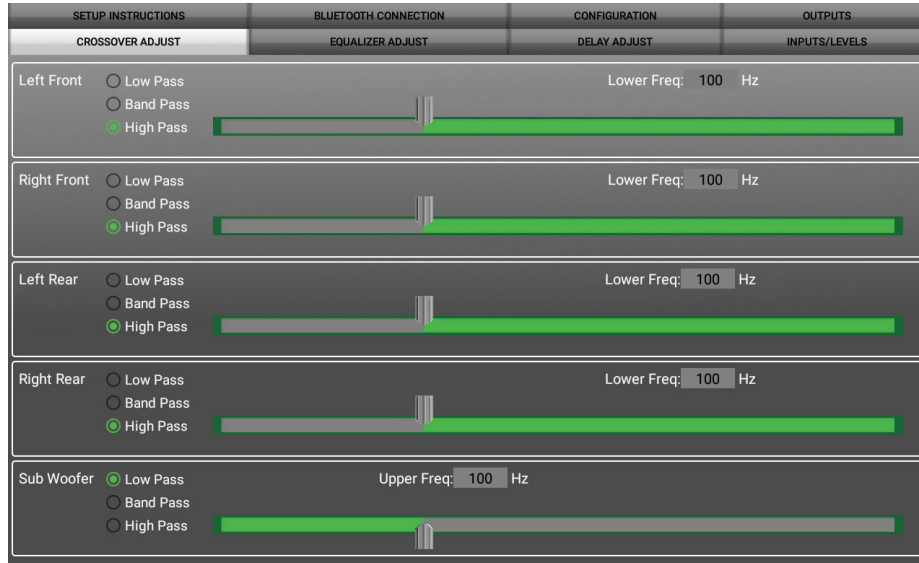 SETUP INSTRUCTIONS BLUETOOTH CONNECTION CONFIGURATION OUTPUTS
CROSSOVER ADJUST EQUALIZER ADJUST DELAY ADJUST INPUTS/LEVELS
Left Front Low Pass Lower Freq: 100 Hz
Band Pass
High Pass
Right Front Low Pass Lower Freq: 100 Hz
Band Pass
High Pass
Left Rear Low Pass Lower Freq: 100 Hz
Band Pass
High Pass
Right Rear Low Pass Lower Freq: 100 Hz
Band Pass
High Pass
Sub Woofer Low Pass Upper Freq: 100 Hz
Band Pass
High Pass